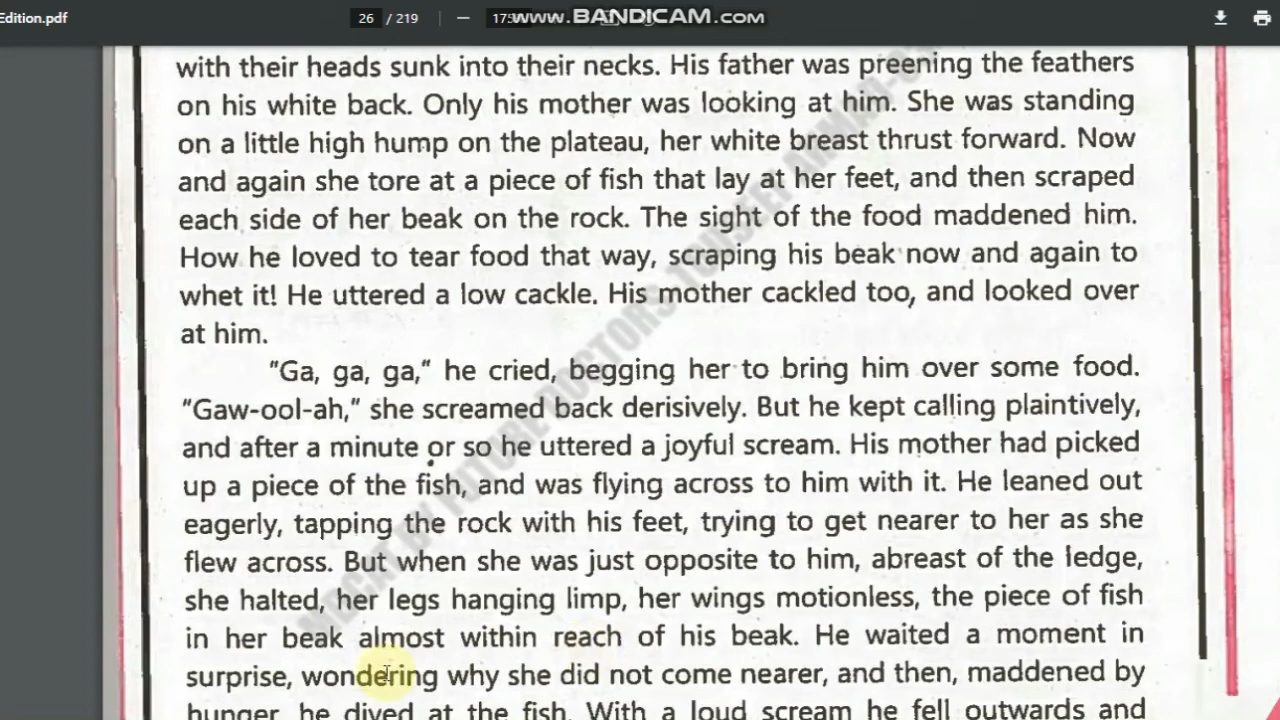 Edition.pdf
26 / 219
www.BANDICAM.com
with their heads sunk into their necks. His father was preening the feathers
on his white back. Only his mother was looking at him. She was standing
on a little high hump on the plateau, her white breast thrust forward. Now
and again she tore at a piece of fish that lay at her feet, and then scraped
each side of her beak on the rock. The sight of the food maddened him.
How he loved to tear food that way, scraping his beak now and again to
whet it! He uttered a low cackle. His mother cackled too, and looked over
at him.
"Ga, ga, ga," he cried, begging her to bring him over some food.
"Gaw-ool-ah," she screamed back derisively. But he kept calling plaintively,
and after a minute or so he uttered a joyful scream. His mother had picked
up a piece of the fish, and was flying across to him with it. He leaned out
eagerly, tapping the rock with his feet, trying to get nearer to her as she
flew across. But when she was just opposite to him, abreast of the ledge,
she halted, her legs hanging limp, her wings motionless, the piece of fish
in her beak almost within reach of his beak. He waited a moment in
surprise, wondering why she did not come nearer, and then, maddened by
hunger, he dived at the fish. With a loud scream he fell outwards and